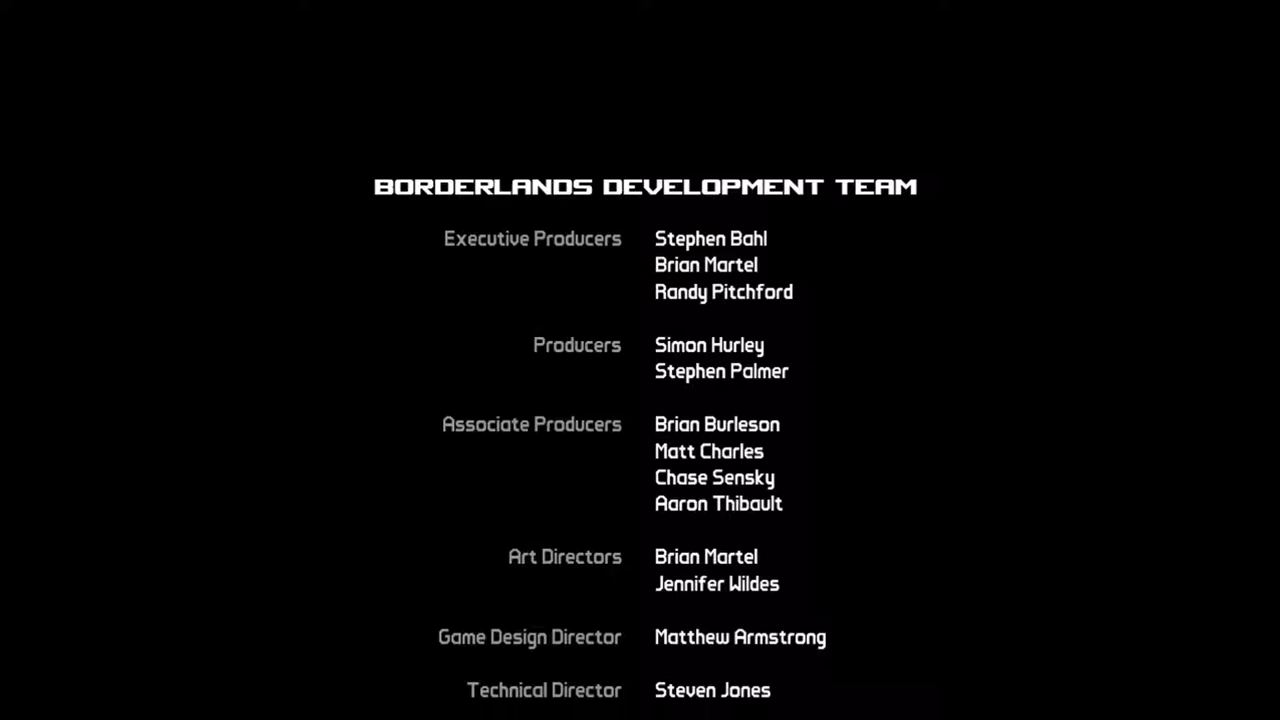 BORDERLANDS DEVELOPMENT TEAM
Executive Producers Stephen Bahl
Brian Martel
Randy Pitchford
Producers Simon Hurley
Stephen Palmer
Associate Producers Brian Burleson
Matt Charles
Chase Sensky
Aaron Thibault
Art Directors Brian Martel
Jennifer Wildes
Game Design Director Matthew Armstrong
Technical Director Steven Jones